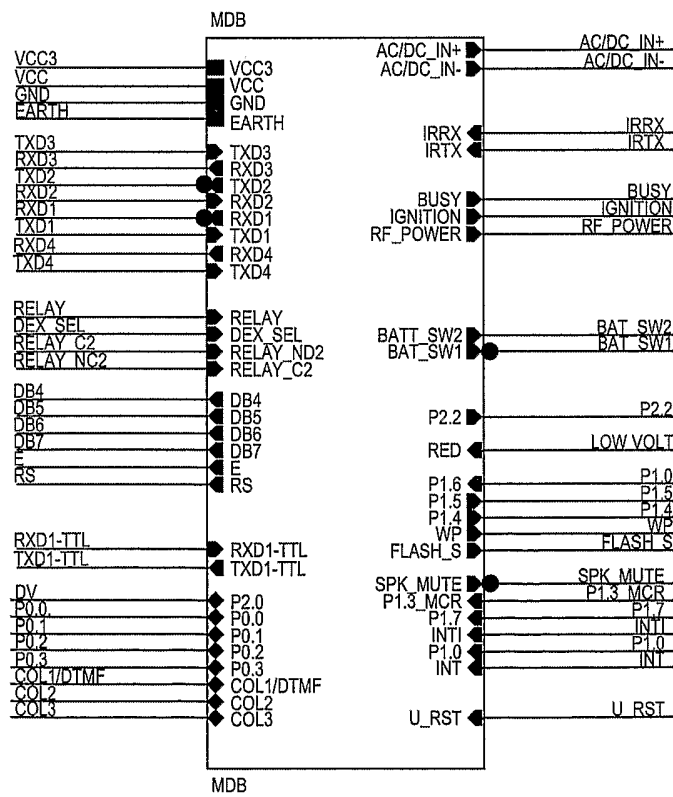 MDB
VCC3 VCC3 AC/DC_IN+ AC/DC_IN+
VCC VCC AC/DC_IN- AC/DC_IN-
GND GND
EARTH EARTH
IRRX IRRX
IRTX IRTX
TXD3 TXD3
RXD3 RXD3
TXD2 TXD2
RXD2 RXD2 BUSY BUSY
RXD1 RXD1 IGNITION IGNITION
TXD1 TXD1 RF_POWER RF_POWER
RXD4 RXD4
TXD4 TXD4
RELAY RELAY
DEX_SEL DEX_SEL BATT_SW2 BAT_SW2
RELAY_C2 RELAY_ND2 BAT_SW1 BAT_SW1
RELAY_NC2 RELAY_C2
DB4 DB4
DB5 DB5 P2.2 P2.2
DB6 DB6
DB7 DB7 RED LOW VOLT
E E
RS RS P1.6 P1.0
P1.5 P1.5
P1.4 P1.4
WP WP
RXD1-TTL RXD1-TTL FLASH_S FLASH_S
TXD1-TTL TXD1-TTL
SPK_MUTE SPK_MUTE
DV P2.0 P1.3_MCR P1.3_MCR
P0.0 P0.0 P1.7 P1.7
P0.1 P0.1 INTI INTI
P0.2 P0.2 P1.0 P1.0
P0.3 P0.3 INT INT
COL1/DTMF COL1/DTMF
COL2 COL2
COL3 COL3 U_RST U_RST
MDB